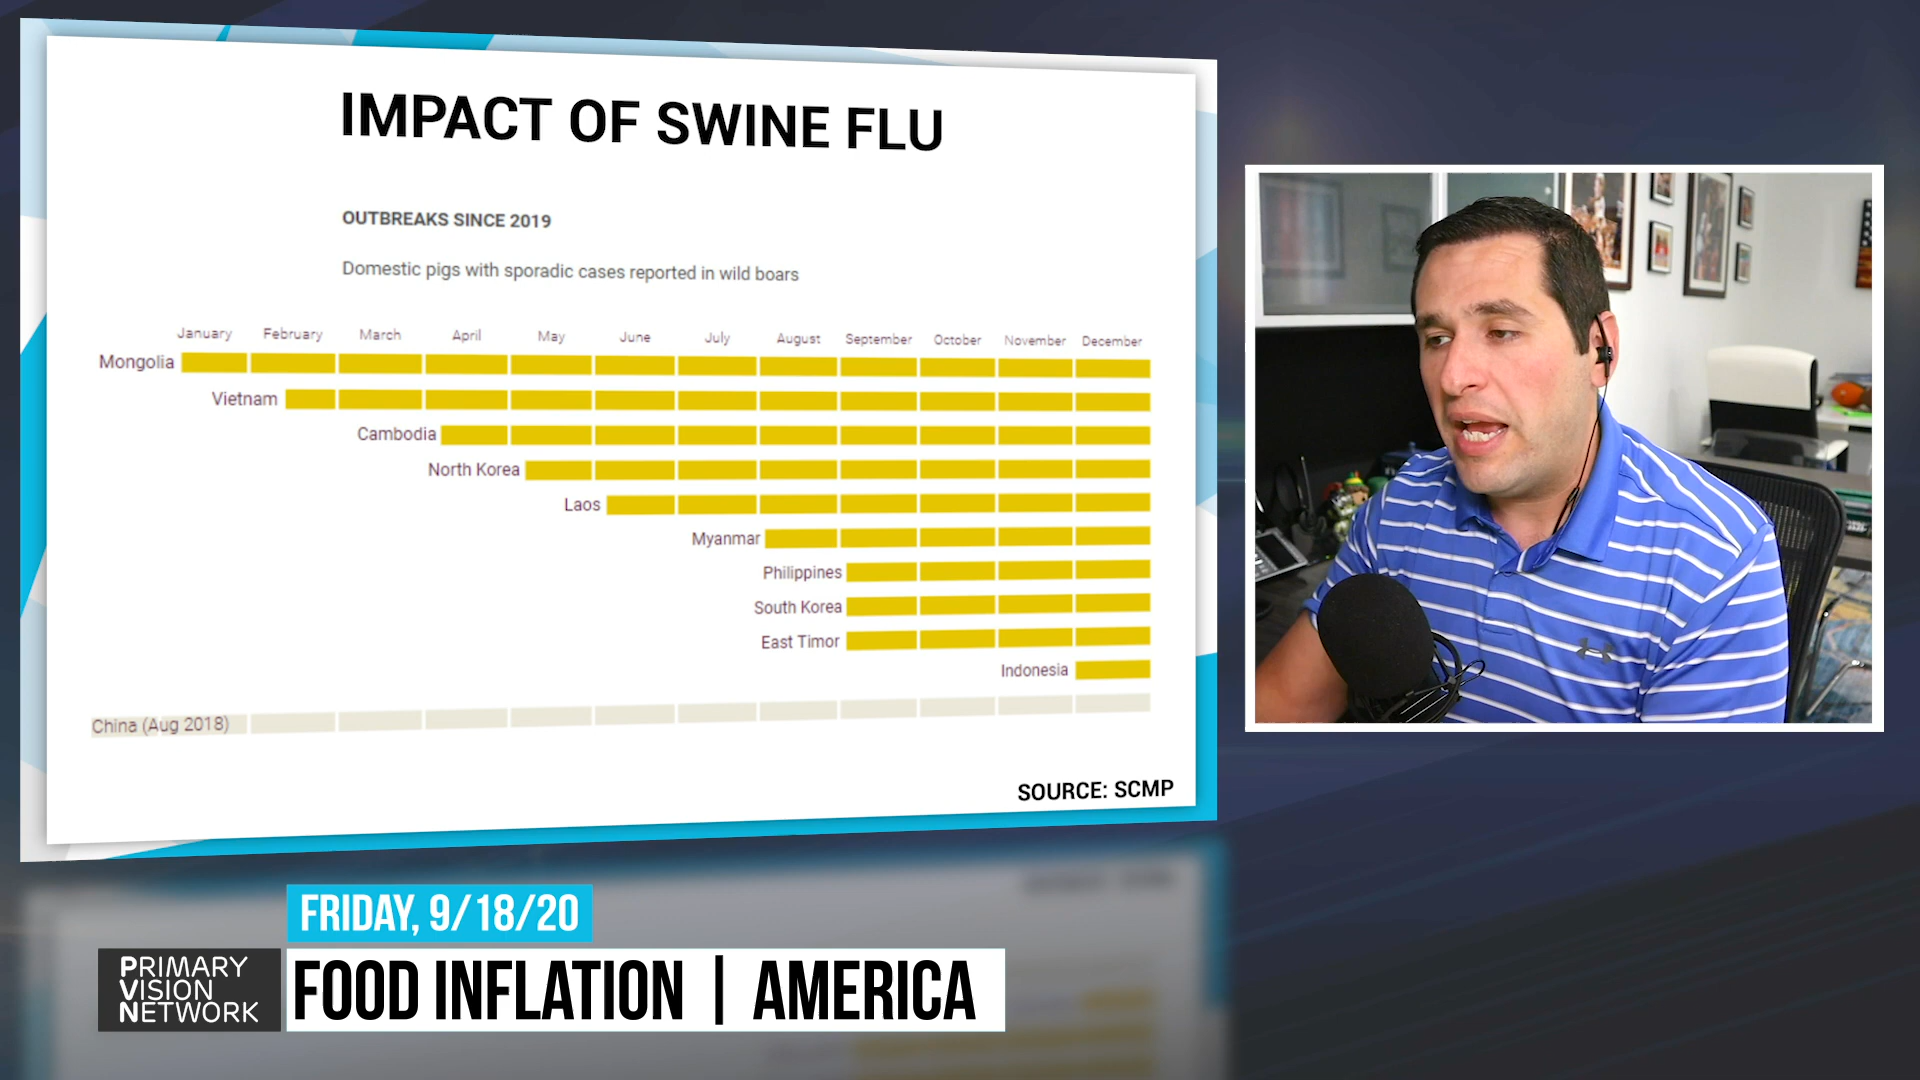 IMPACT OF SWINE FLU
OUTBREAKS SINCE 2019
Domestic pigs with sporadic cases reported in wild boars
January February March April May June July August September October November December
Mongolia
Vietnam
Cambodia
North Korea
Laos
Myanmar
Philippines
South Korea
East Timor
Indonesia
China (Aug 2018)
SOURCE: SCMP
FRIDAY, 9/18/20
PRIMARY
VISION
NETWORK
FOOD INFLATION | AMERICA